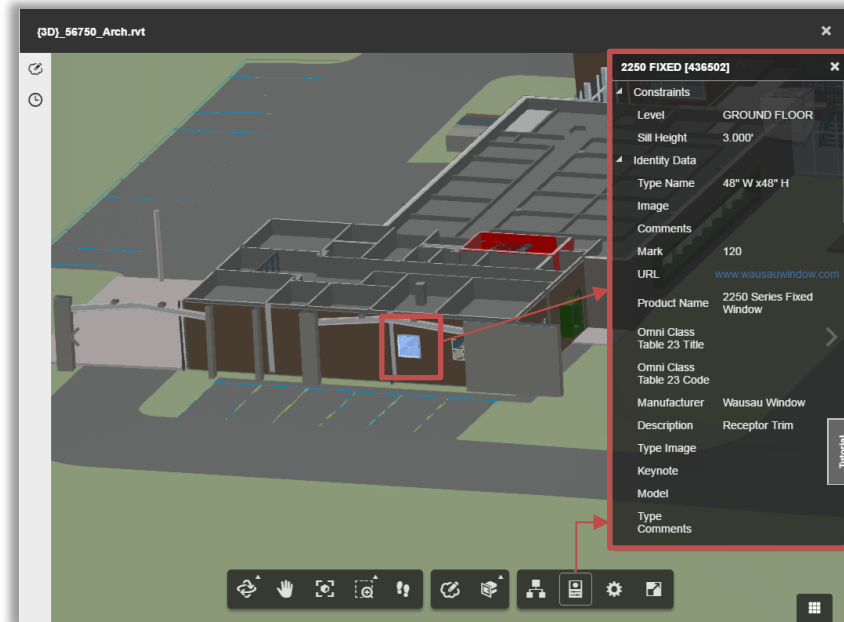 {3D}_56750_Arch.rvt
2250 FIXED [436502]
Constraints
Level GROUND FLOOR
Sill Height 3.000'
Identity Data
Type Name 48" W x48" H
Image
Comments
Mark 120
URL www.wausauwindow.com
Product Name 2250 Series Fixed
Window
Omni Class
Table 23 Title
Omni Class
Table 23 Code
Manufacturer Wausau Window
Description Receptor Trim
Type Image
Keynote
Model
Type
Comments
Tutorial